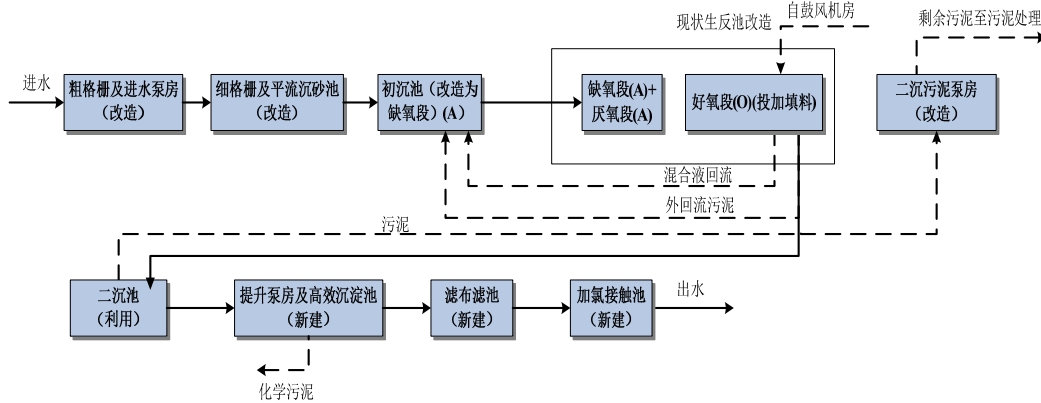 自鼓风机房
现状生反池改造
剩余污泥至污泥处理
进水
粗格栅及进水泵房
(改造)
细格栅及平流沉砂池
(改造)
初沉池(改造为
缺氧段)(A)
缺氧段(A)+
厌氧段(A)
好氧段(O)(投加填料)
二沉污泥泵房
(改造)
混合液回流
外回流污泥
污泥
二沉池
(利用)
提升泵房及高效沉淀池
(新建)
滤布滤池
(新建)
加氯接触池
(新建)
出水
化学污泥